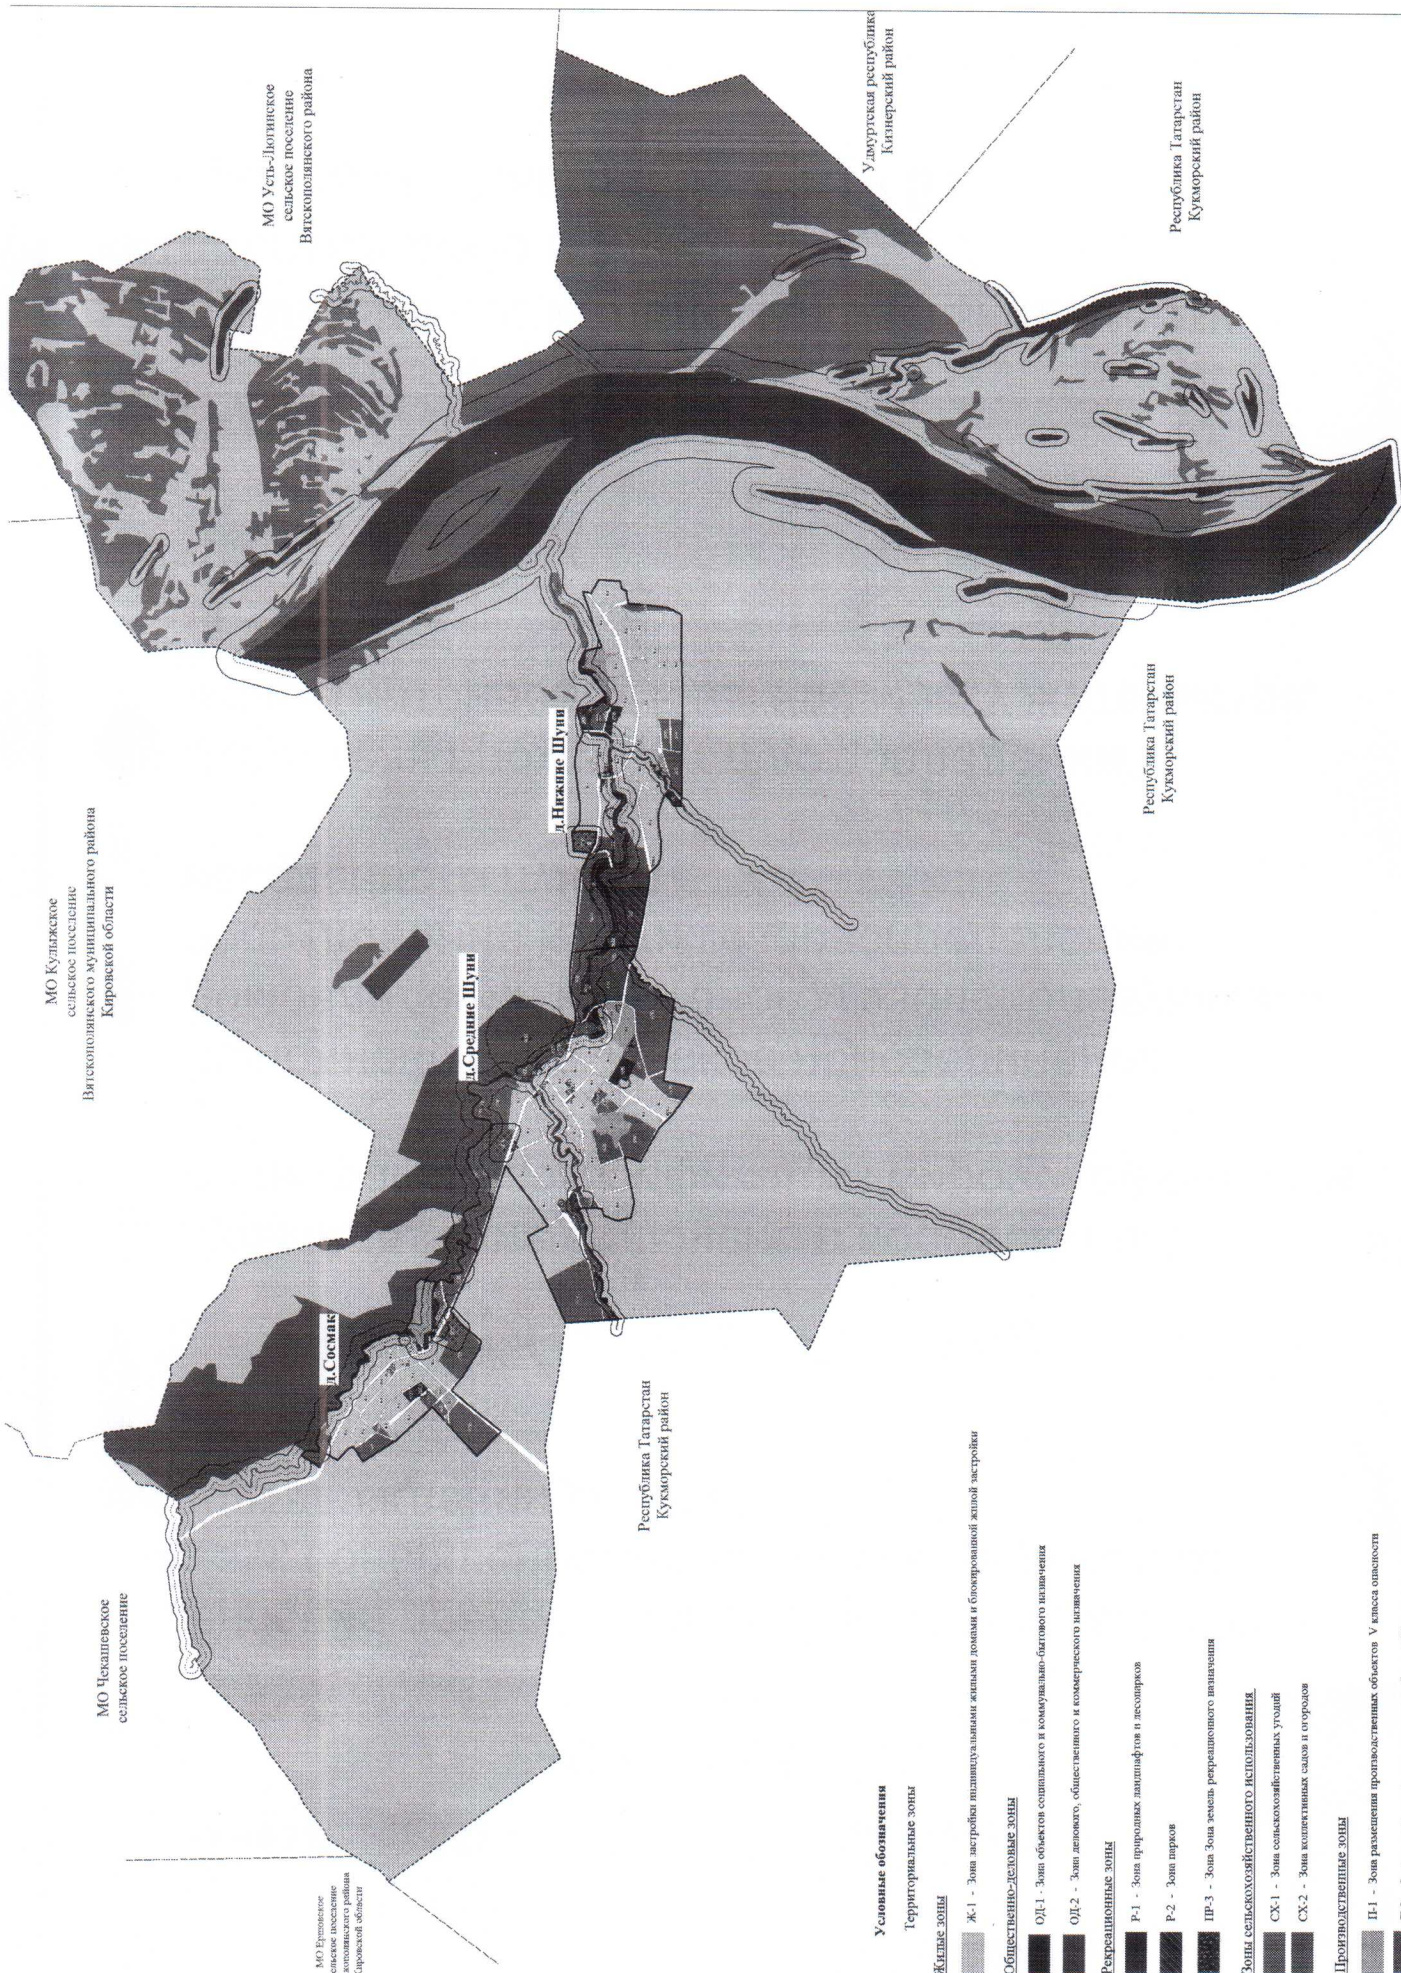 МО Чекашевское
сельское поселение
МО Кулыжское
сельское поселение
Вятскополянского муниципального района
Кировской области
МО Усть-Люгинское
сельское поселение
Вятскополянского района
Удмуртская республика
Кизнерский район
Республика Татарстан
Кукморский район
Республика Татарстан
Кукморский район
Республика Татарстан
Кукморский район
МО Ершовское
сельское поселение
Кировской области
д.Сосмак
д.Средние Шуни
д.Нижние Шуни
Условные обозначения
Территориальные зоны
Жилые зоны
Ж-1 - Зона застройки индивидуальными жилыми домами и блокированной жилой застройки
Общественно-деловые зоны
ОД-1 - Зона объектов социального и коммунально-бытового назначения
ОД-2 - Зона делового, общественного и коммерческого назначения
Рекреационные зоны
Р-1 - Зона природных ландшафтов и лесопарков
Р-2 - Зона парков
ПР-3 - Зона Зона земель рекреационного назначения
Зоны сельскохозяйственного использования
СХ-1 - Зона сельскохозяйственных угодий
СХ-2 - Зона коллективных садов и огородов
Производственные зоны
П-1 - Зона размещения производственных объектов V класса опасности